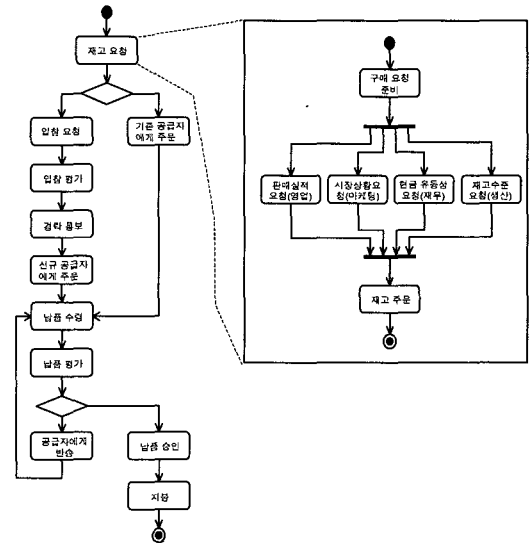 재고 요청
입찰 요청
기존 공급자
에게 주문
입찰 평가
결과 통보
신규 공급자
에게 주문
납품 수령
납품 평가
공급자에게
반송
납품 승인
지불
구매 요청
준비
판매실적
요청(영업)
시장상황요
청(마케팅)
현금 유동상
요청(재무)
재고수준
요청(생산)
재고 주문